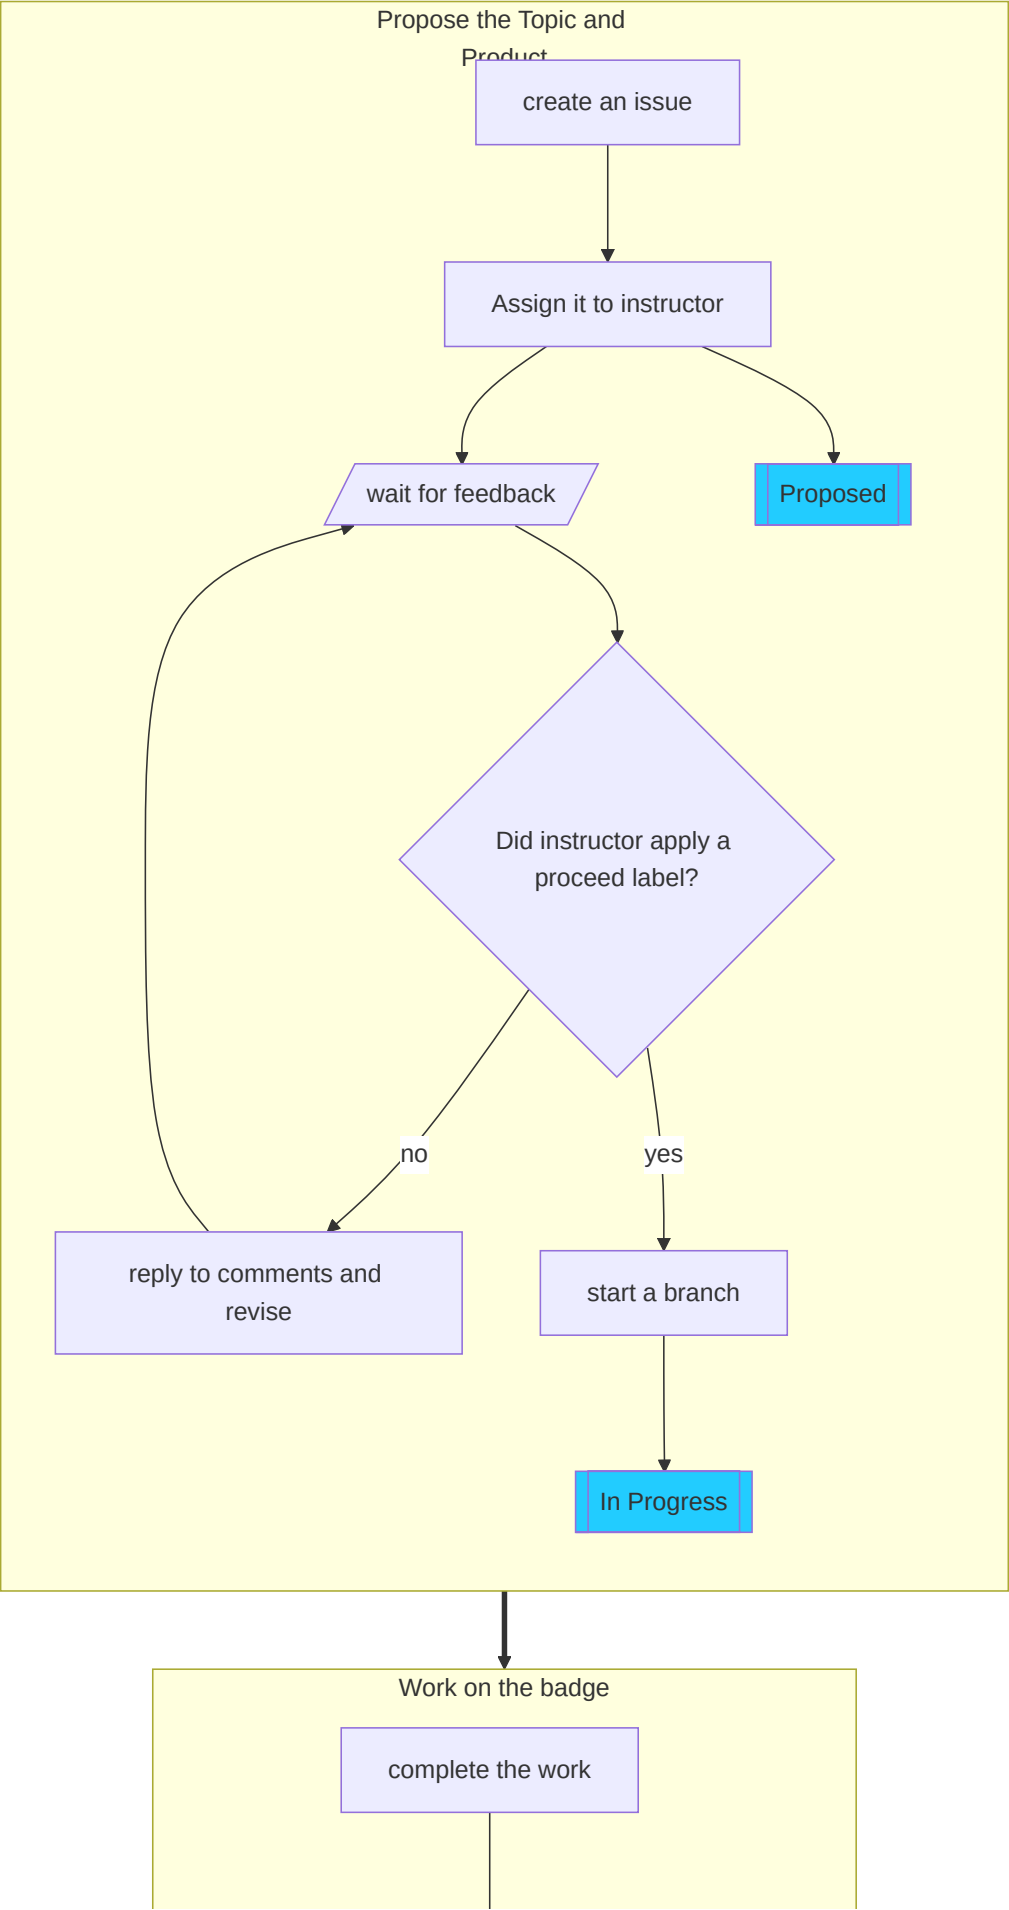 Propose the Topic and
Product
create an issue
Assign it to instructor
wait for feedback
Proposed
Did instructor apply a
proceed label?
no
yes
reply to comments and
revise
start a branch
In Progress
Work on the badge
complete the work